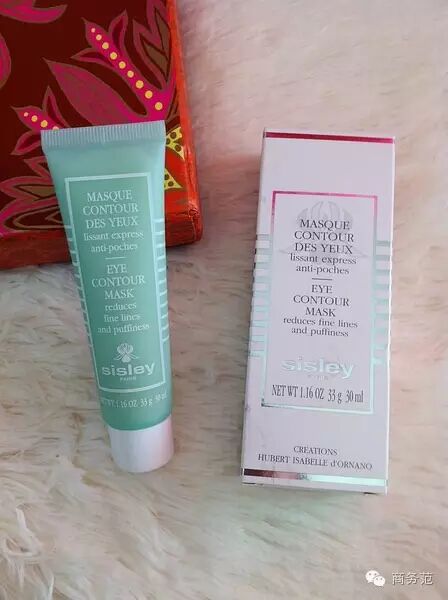 MASQUE
CONTOUR
DES YEUX
lissant express
anti-poches
EYE
CONTOUR
MASK
reduces
fine lines
and puffiness
sisley
PARIS
NET WT.1.16 OZ 33 g 30 ml
MASQUE
CONTOUR
DES YEUX
lissant express
anti-poches
EYE
CONTOUR
MASK
reduces fine lines
and puffiness
sisley
PARIS
NET WT 1.16 OZ 33 g 30 ml
CREATIONS
HUBERT ISABELLE d'ORNANO
商务范